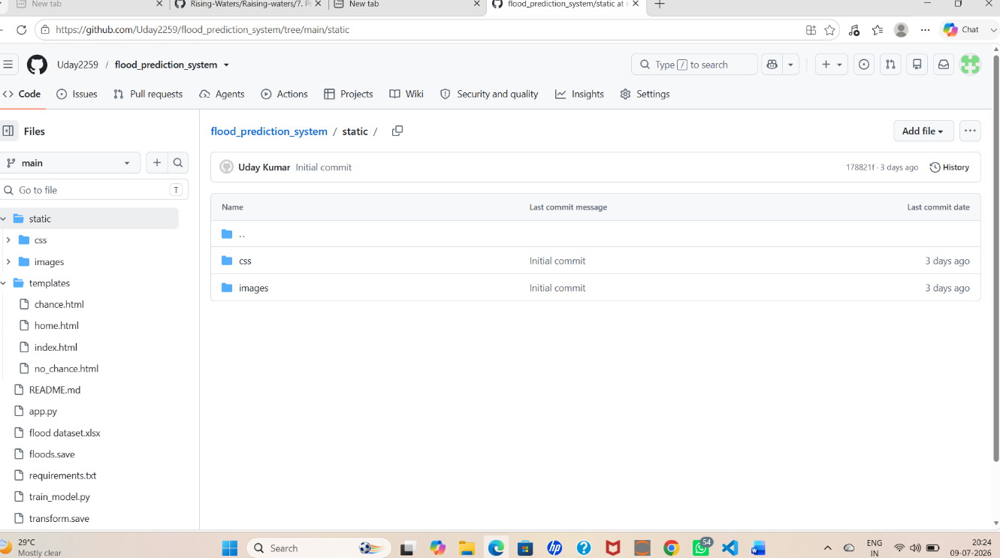 New tab
Rising-Waters/Raising-waters/7. Pr
New tab
flood_prediction_system/static at m
https://github.com/Uday2259/flood_prediction_system/tree/main/static
Chat
Uday2259 / flood_prediction_system
Type / to search
Code
Issues
Pull requests
Agents
Actions
Projects
Wiki
Security and quality
Insights
Settings
Files
flood_prediction_system / static /
Add file
main
Uday Kumar Initial commit
178821f · 3 days ago
History
Go to file
T
Name
Last commit message
Last commit date
static
..
css
css
Initial commit
3 days ago
images
images
Initial commit
3 days ago
templates
chance.html
home.html
index.html
no_chance.html
README.md
app.py
flood dataset.xlsx
floods.save
requirements.txt
train_model.py
transform.save
29°C
Mostly clear
Search
hp
54
ENG
IN
20:24
09-07-2026